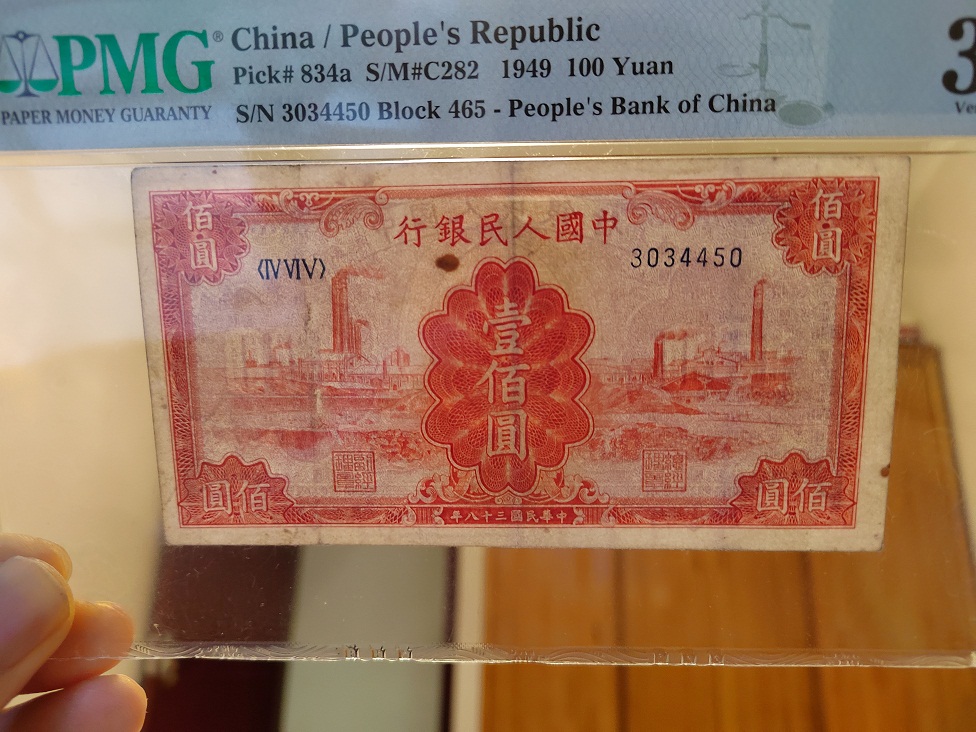 PMG®
PAPER MONEY GUARANTY
China / People's Republic
Pick# 834a S/M#C282 1949 100 Yuan
S/N 3034450 Block 465 - People's Bank of China
3
佰圓
中國人民銀行
佰圓
〈IV VI V〉
3034450
壹佰圓
佰圓
中華民國三十八年
佰圓